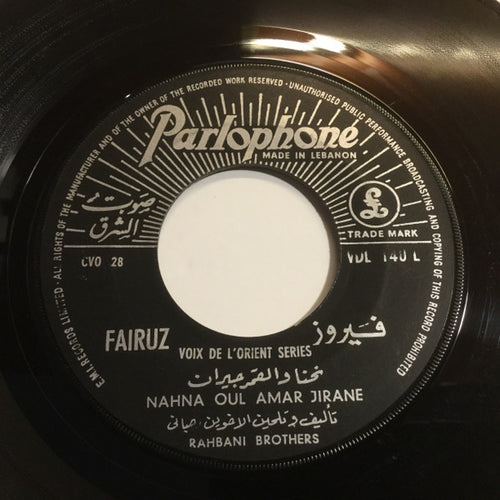 E.M.I. RECORDS LIMITED · ALL RIGHTS OF THE MANUFACTURER AND OF THE OWNER OF THE RECORDED WORK RESERVED · UNAUTHORISED PUBLIC PERFORMANCE BROADCASTING AND COPYING OF THIS RECORD PROHIBITED
Parlophone
MADE IN LEBANON
صوت الشرق
£
TRADE MARK
CVO 28
VDL 140 L
FAIRUZ
فيروز
VOIX DE L'ORIENT SERIES
نحنا والقمر جيران
NAHNA OUL AMAR JIRANE
تأليف وتلحين الاخوين رحباني
RAHBANI BROTHERS